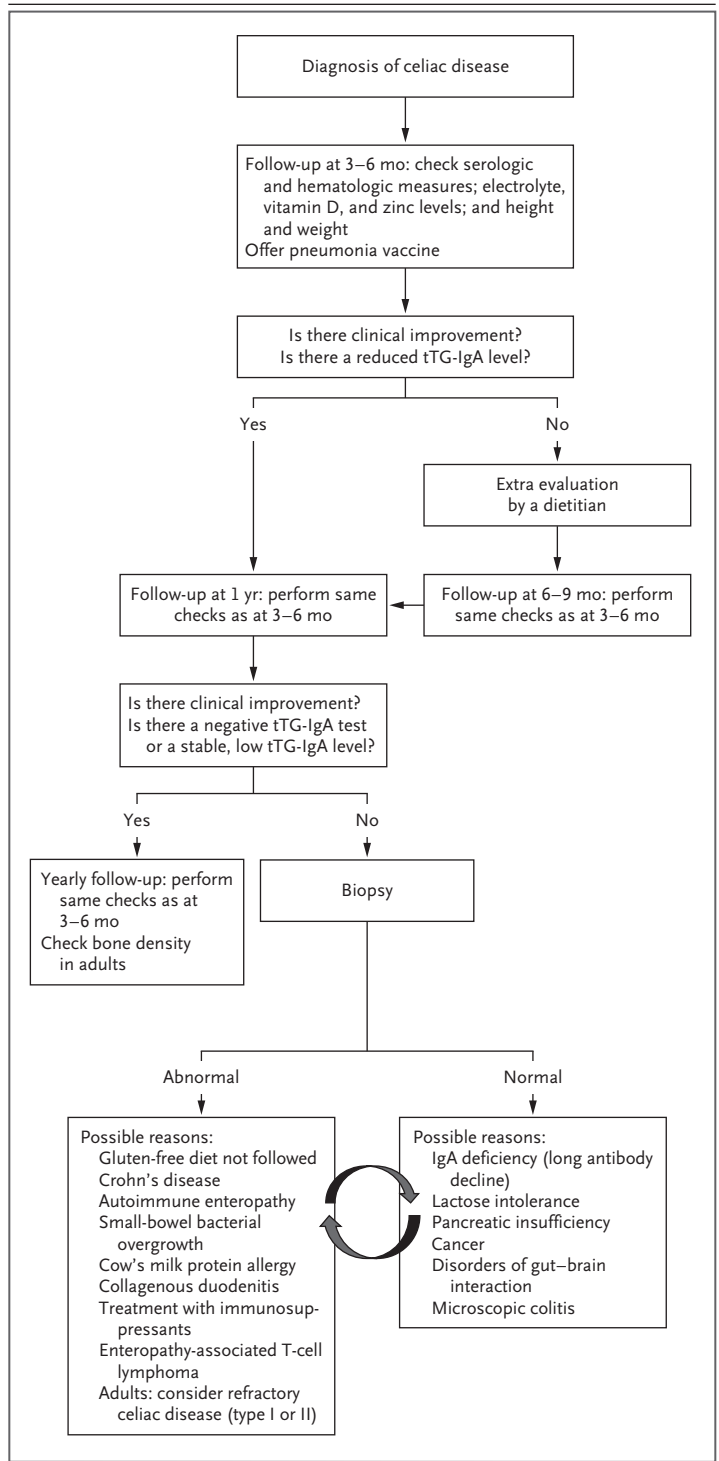 Diagnosis of celiac disease
Follow-up at 3–6 mo: check serologic
and hematologic measures; electrolyte,
vitamin D, and zinc levels; and height
and weight
Offer pneumonia vaccine
Is there clinical improvement?
Is there a reduced tTG-IgA level?
Yes
No
Extra evaluation
by a dietitian
Follow-up at 1 yr: perform same
checks as at 3–6 mo
Follow-up at 6–9 mo: perform
same checks as at 3–6 mo
Is there clinical improvement?
Is there a negative tTG-IgA test
or a stable, low tTG-IgA level?
Yes
No
Yearly follow-up: perform
same checks as at
3–6 mo
Check bone density
in adults
Biopsy
Abnormal
Normal
Possible reasons:
Gluten-free diet not followed
Crohn's disease
Autoimmune enteropathy
Small-bowel bacterial
overgrowth
Cow's milk protein allergy
Collagenous duodenitis
Treatment with immunosup-
pressants
Enteropathy-associated T-cell
lymphoma
Adults: consider refractory
celiac disease (type I or II)
Possible reasons:
IgA deficiency (long antibody
decline)
Lactose intolerance
Pancreatic insufficiency
Cancer
Disorders of gut–brain
interaction
Microscopic colitis